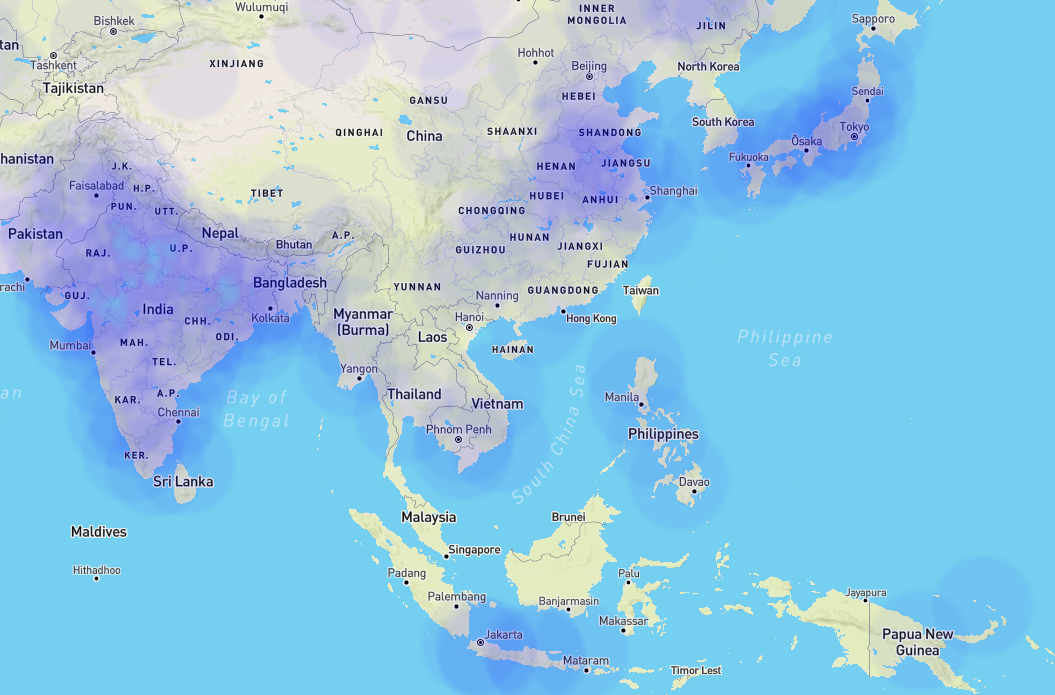 Wulumuqi
Bishkek
INNER
MONGOLIA
JILIN
Sapporo
tan
Tashkent
Tajikistan
XINJIANG
Hohhot
Beijing
North Korea
HEBEI
Sendai
GANSU
QINGHAI
China
SHAANXI
SHANDONG
South Korea
Tokyo
Ōsaka
Fukuoka
hanistan
J.K.
HENAN
JIANGSU
Faisalabad
H.P.
TIBET
HUBEI
ANHUI
Shanghai
PUN.
UTT.
CHONGQING
Pakistan
Nepal
A.P.
HUNAN
JIANGXI
Bhutan
RAJ.
U.P.
GUIZHOU
FUJIAN
rachi
Bangladesh
YUNNAN
GUANGDONG
Taiwan
GUJ.
India
Nanning
Kolkata
Myanmar
(Burma)
Hanoi
Hong Kong
CHH.
Laos
ODI.
Mumbai
MAH.
HAINAN
Philippine
Sea
TEL.
Yangon
an
KAR.
A.P.
Bay of
Bengal
Thailand
Vietnam
Manila
Chennai
Phnom Penh
Philippines
South China Sea
KER.
Sri Lanka
Davao
Malaysia
Brunei
Maldives
Singapore
Hithadhoo
Padang
Palu
Palembang
Banjarmasin
Jayapura
Makassar
Jakarta
Papua New
Guinea
Mataram
Timor Lest